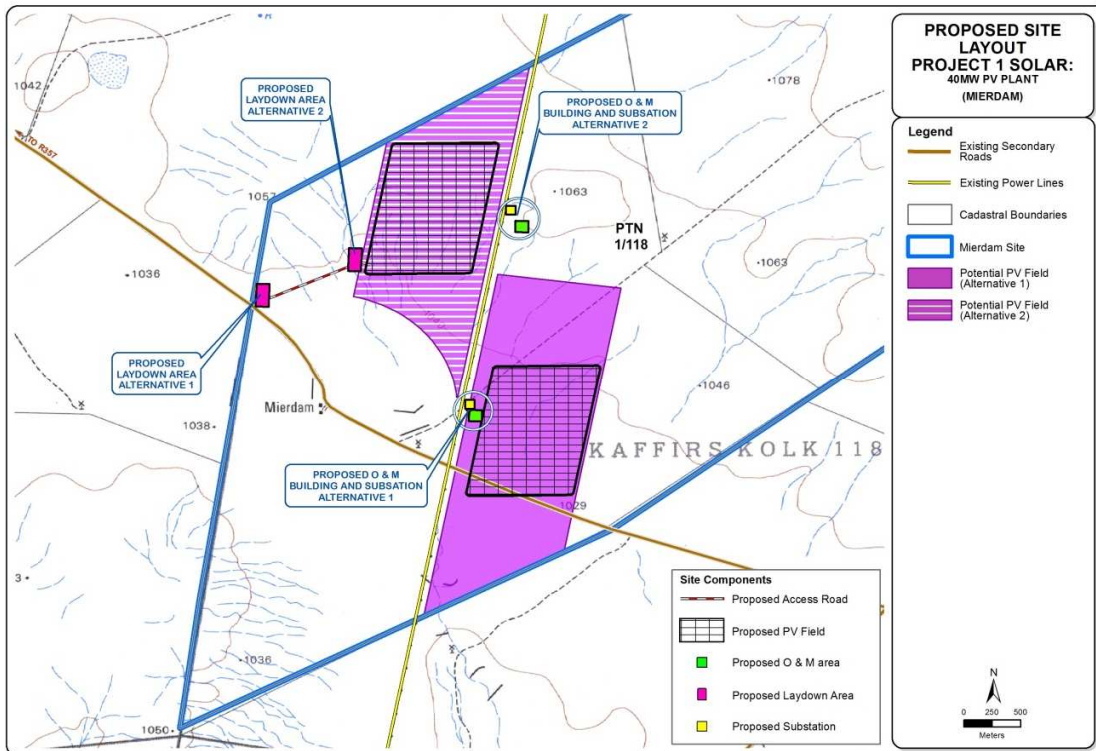 PROPOSED SITE
LAYOUT
PROJECT 1 SOLAR:
40MW PV PLANT
(MIERDAM)
Legend
Existing Secondary
Roads
Existing Power Lines
Cadastral Boundaries
Mierdam Site
Potential PV Field
(Alternative 1)
Potential PV Field
(Alternative 2)
N
0 250 500
Meters
1042
1078
PROPOSED
LAYDOWN AREA
ALTERNATIVE 2
PROPOSED O & M
BUILDING AND SUBSATION
ALTERNATIVE 2
TO R357
1057
1063
PTN
1/118
1036
1063
PROPOSED
LAYDOWN AREA
ALTERNATIVE 1
1046
Mierdam
1038
KAFFIRS KOLK 118
PROPOSED O & M
BUILDING AND SUBSATION
ALTERNATIVE 1
1029
3
1036
1050
Site Components
Proposed Access Road
Proposed PV Field
Proposed O & M area
Proposed Laydown Area
Proposed Substation